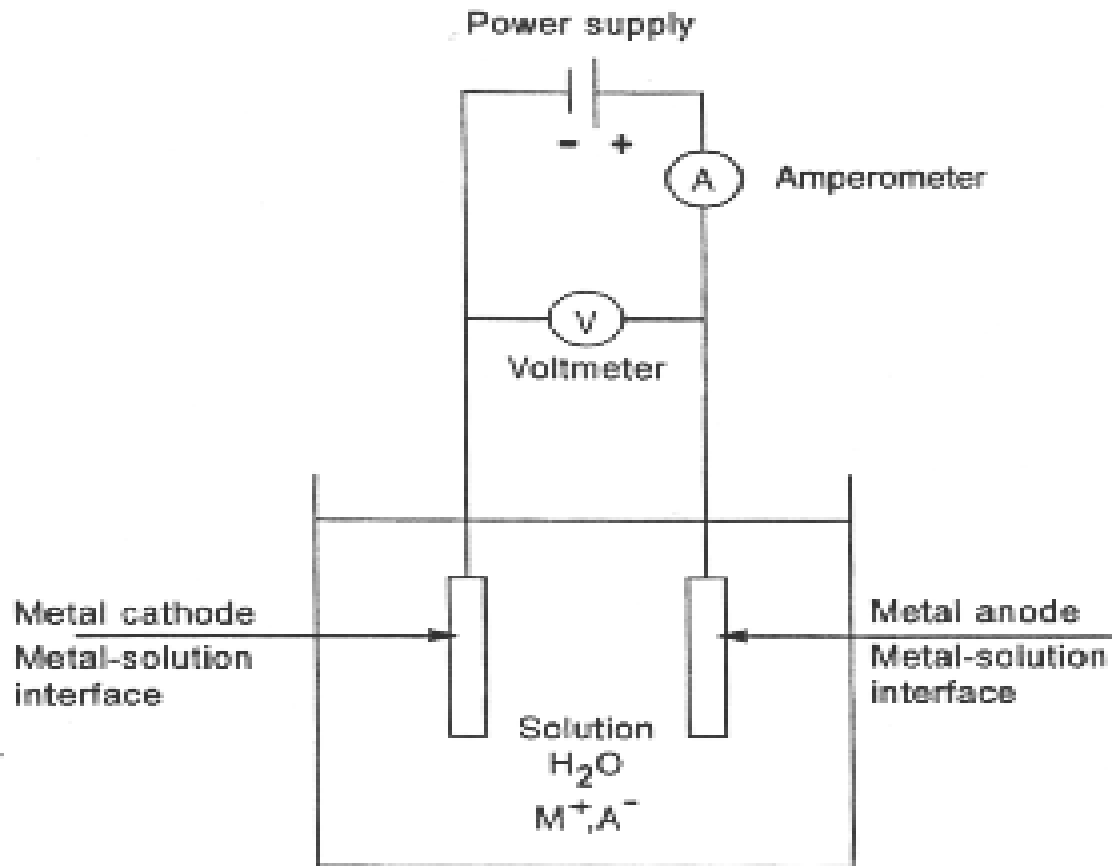 Power supply
- +
A Amperometer
V
Voltmeter
Metal cathode
Metal-solution
interface
Metal anode
Metal-solution
interface
Solution
H₂O
M⁺,A⁻